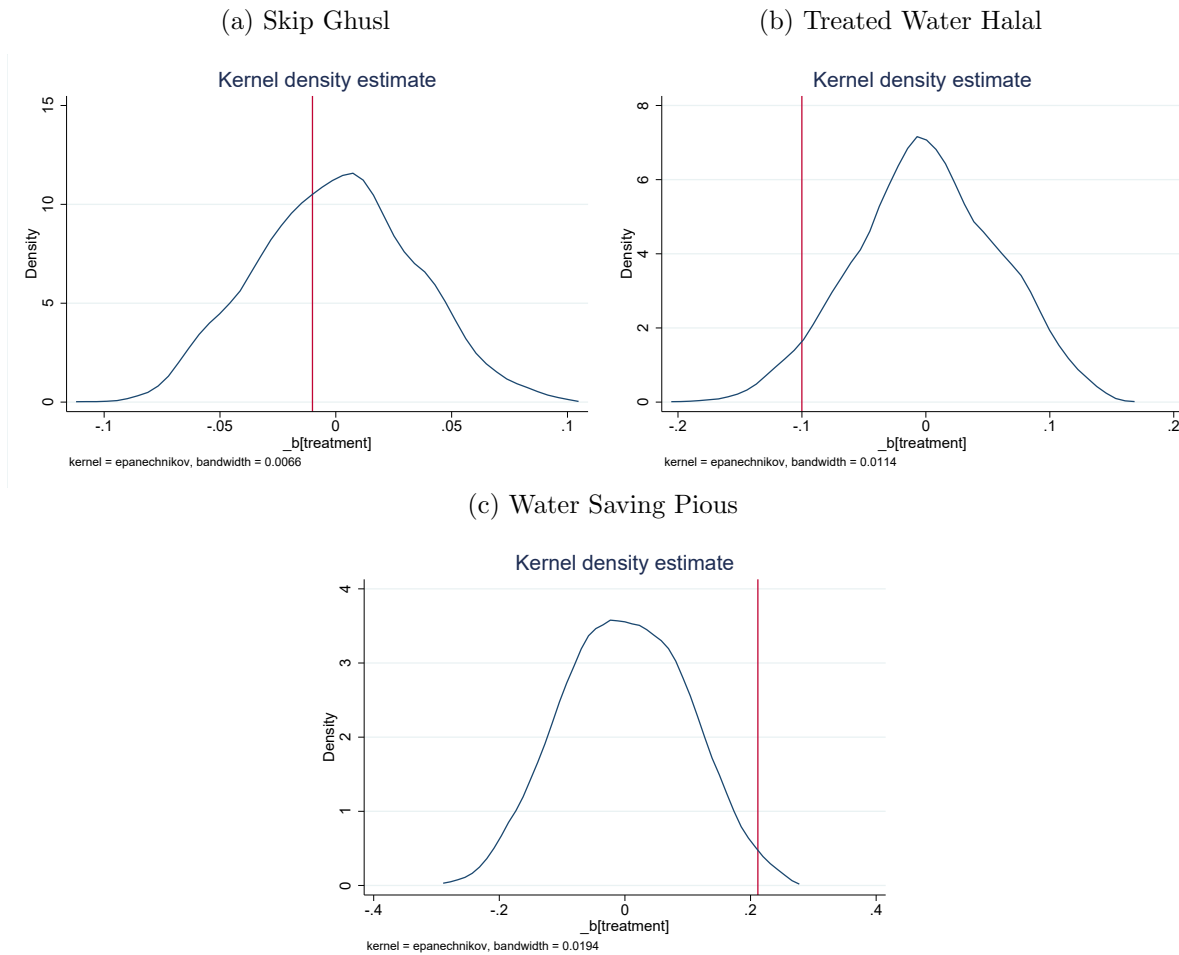 (a) Skip Ghusl
Kernel density estimate
15
10
5
0
Density
-.1 -.05 0 .05 .1
_b[treatment]
kernel = epanechnikov, bandwidth = 0.0066
(b) Treated Water Halal
Kernel density estimate
8
6
4
2
0
Density
-.2 -.1 0 .1 .2
_b[treatment]
kernel = epanechnikov, bandwidth = 0.0114
(c) Water Saving Pious
Kernel density estimate
4
3
2
1
0
Density
-.4 -.2 0 .2 .4
_b[treatment]
kernel = epanechnikov, bandwidth = 0.0194